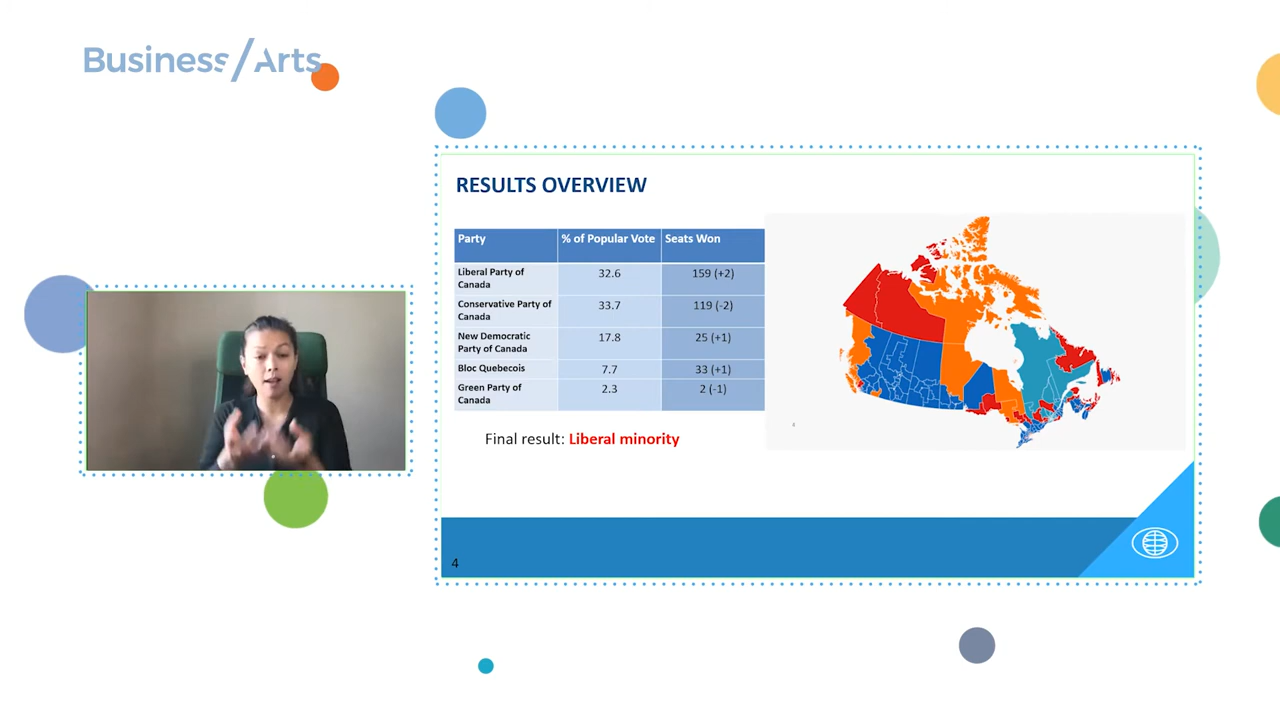 Business/Arts
RESULTS OVERVIEW
Party % of Popular Vote Seats Won
Liberal Party of
Canada 32.6 159 (+2)
Conservative Party of
Canada 33.7 119 (-2)
New Democratic
Party of Canada 17.8 25 (+1)
Bloc Quebecois 7.7 33 (+1)
Green Party of
Canada 2.3 2 (-1)
Final result: Liberal minority
4